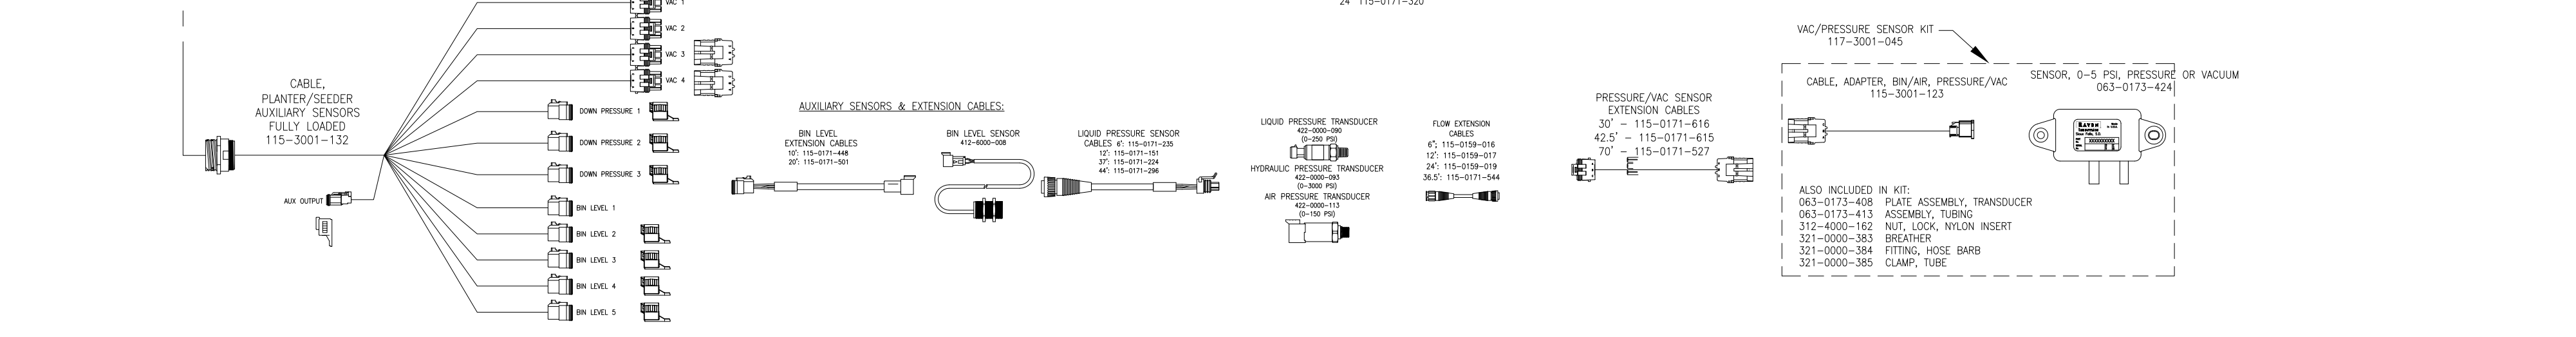 VAC 1
24' 115-0171-320
VAC 2
VAC 3
VAC 4
CABLE,
PLANTER/SEEDER
AUXILIARY SENSORS
FULLY LOADED
115-3001-132
DOWN PRESSURE 1
DOWN PRESSURE 2
DOWN PRESSURE 3
AUX OUTPUT
BIN LEVEL 1
BIN LEVEL 2
BIN LEVEL 3
BIN LEVEL 4
BIN LEVEL 5
AUXILIARY SENSORS & EXTENSION CABLES:
BIN LEVEL
EXTENSION CABLES
10': 115-0171-448
20': 115-0171-501
BIN LEVEL SENSOR
412-6000-008
LIQUID PRESSURE SENSOR
CABLES 6': 115-0171-235
12': 115-0171-151
37': 115-0171-224
44': 115-0171-296
LIQUID PRESSURE TRANSDUCER
422-0000-090
(0-250 PSI)
HYDRAULIC PRESSURE TRANSDUCER
422-0000-093
(0-3000 PSI)
AIR PRESSURE TRANSDUCER
422-0000-113
(0-150 PSI)
FLOW EXTENSION
CABLES
6"; 115-0159-016
12': 115-0159-017
24': 115-0159-019
36.5': 115-0171-544
PRESSURE/VAC SENSOR
EXTENSION CABLES
30' - 115-0171-616
42.5' - 115-0171-615
70' - 115-0171-527
VAC/PRESSURE SENSOR KIT
117-3001-045
CABLE, ADAPTER, BIN/AIR, PRESSURE/VAC
115-3001-123
SENSOR, 0-5 PSI, PRESSURE OR VACUUM
063-0173-424
RAVEN
ALSO INCLUDED IN KIT:
063-0173-408 PLATE ASSEMBLY, TRANSDUCER
063-0173-413 ASSEMBLY, TUBING
312-4000-162 NUT, LOCK, NYLON INSERT
321-0000-383 BREATHER
321-0000-384 FITTING, HOSE BARB
321-0000-385 CLAMP, TUBE